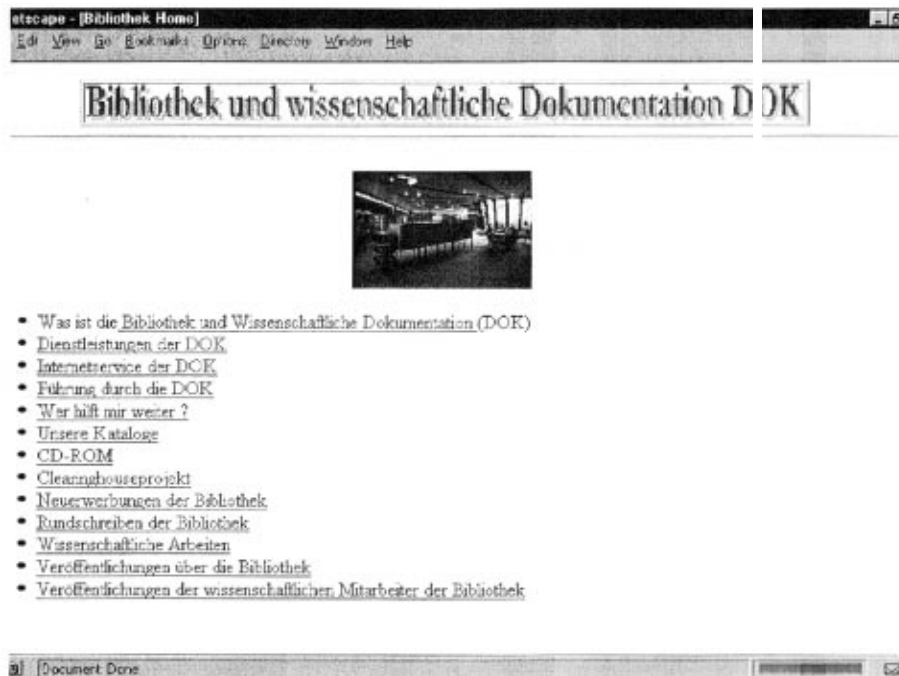 etscape - [Bibliothek Home]
Edit View Go Bookmarks Options Directory Window Help
Bibliothek und wissenschaftliche Dokumentation DOK
• Was ist die Bibliothek und Wissenschaftliche Dokumentation (DOK)
• Dienstleistungen der DOK
• Internetservice der DOK
• Führung durch die DOK
• Wer hilft mir weiter ?
• Unsere Kataloge
• CD-ROM
• Clearinghouseprojekt
• Neuerwerbungen der Bibliothek
• Rundschreiben der Bibliothek
• Wissenschaftliche Arbeiten
• Veröffentlichungen über die Bibliothek
• Veröffentlichungen der wissenschaftlichen Mitarbeiter der Bibliothek
Document Done